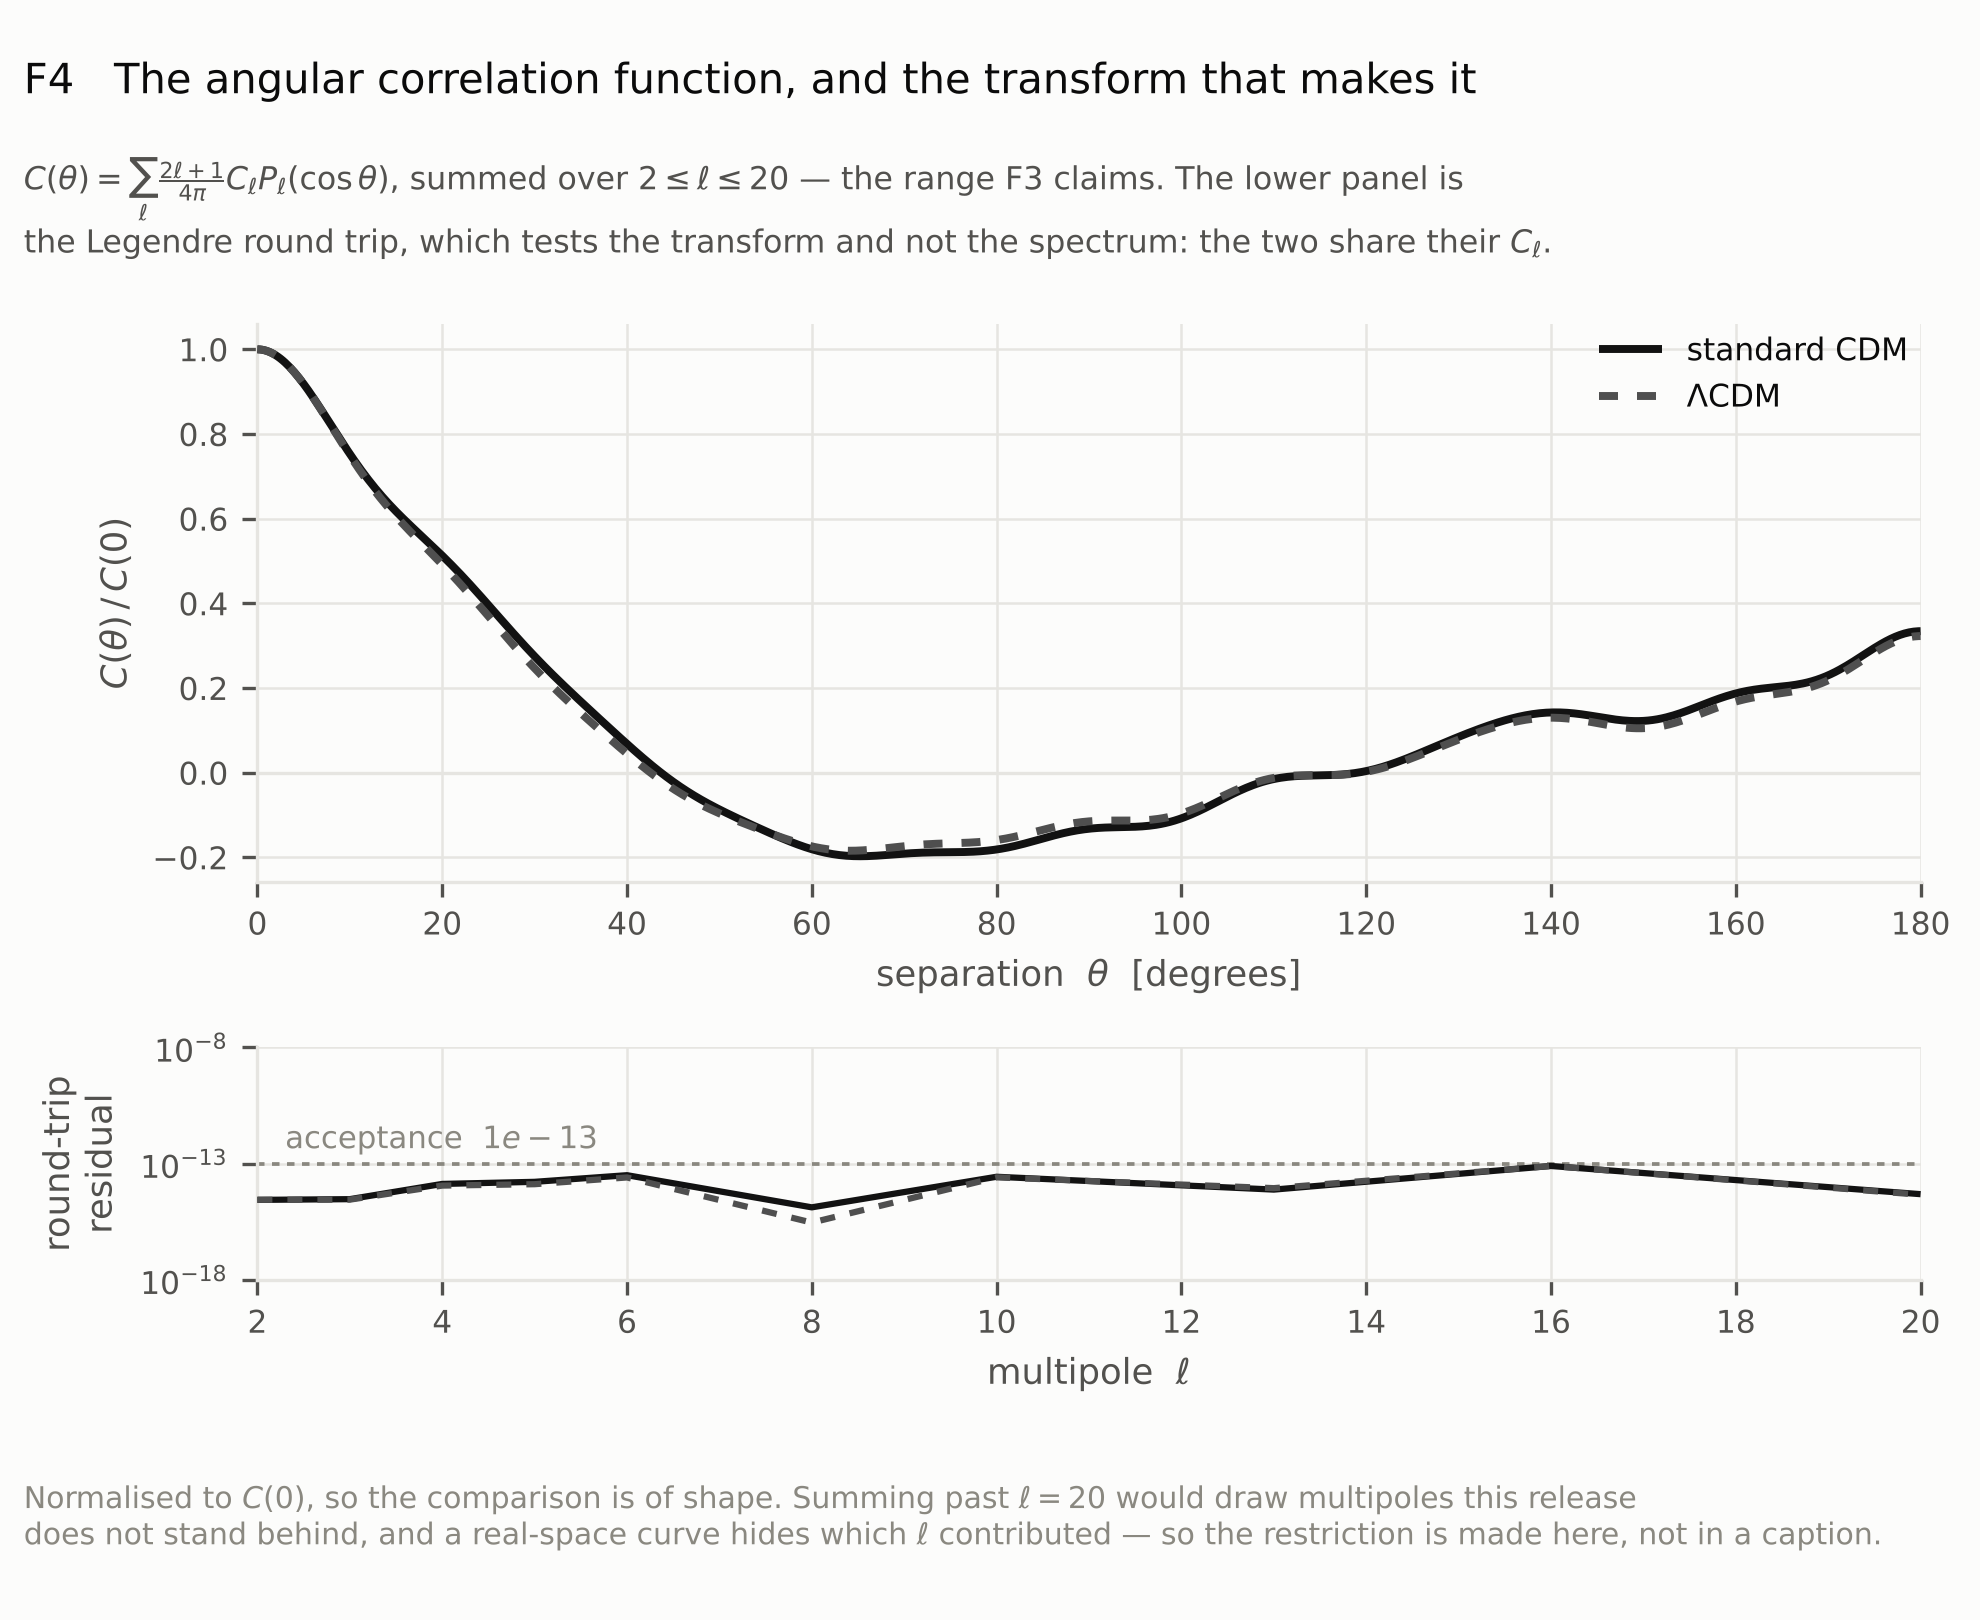 F4 The angular correlation function, and the transform that makes it
C(θ) = ∑ℓ (2ℓ+1)/(4π) CℓPℓ(cos θ), summed over 2 ≤ ℓ ≤ 20 — the range F3 claims. The lower panel is
the Legendre round trip, which tests the transform and not the spectrum: the two share their Cℓ.
standard CDM
ΛCDM
C(θ) / C(0)
1.0
0.8
0.6
0.4
0.2
0.0
−0.2
0 20 40 60 80 100 120 140 160 180
separation θ [degrees]
round-trip
residual
10⁻⁸
acceptance 1e − 13
10⁻¹³
10⁻¹⁸
2 4 6 8 10 12 14 16 18 20
multipole ℓ
Normalised to C(0), so the comparison is of shape. Summing past ℓ = 20 would draw multipoles this release
does not stand behind, and a real-space curve hides which ℓ contributed — so the restriction is made here, not in a caption.